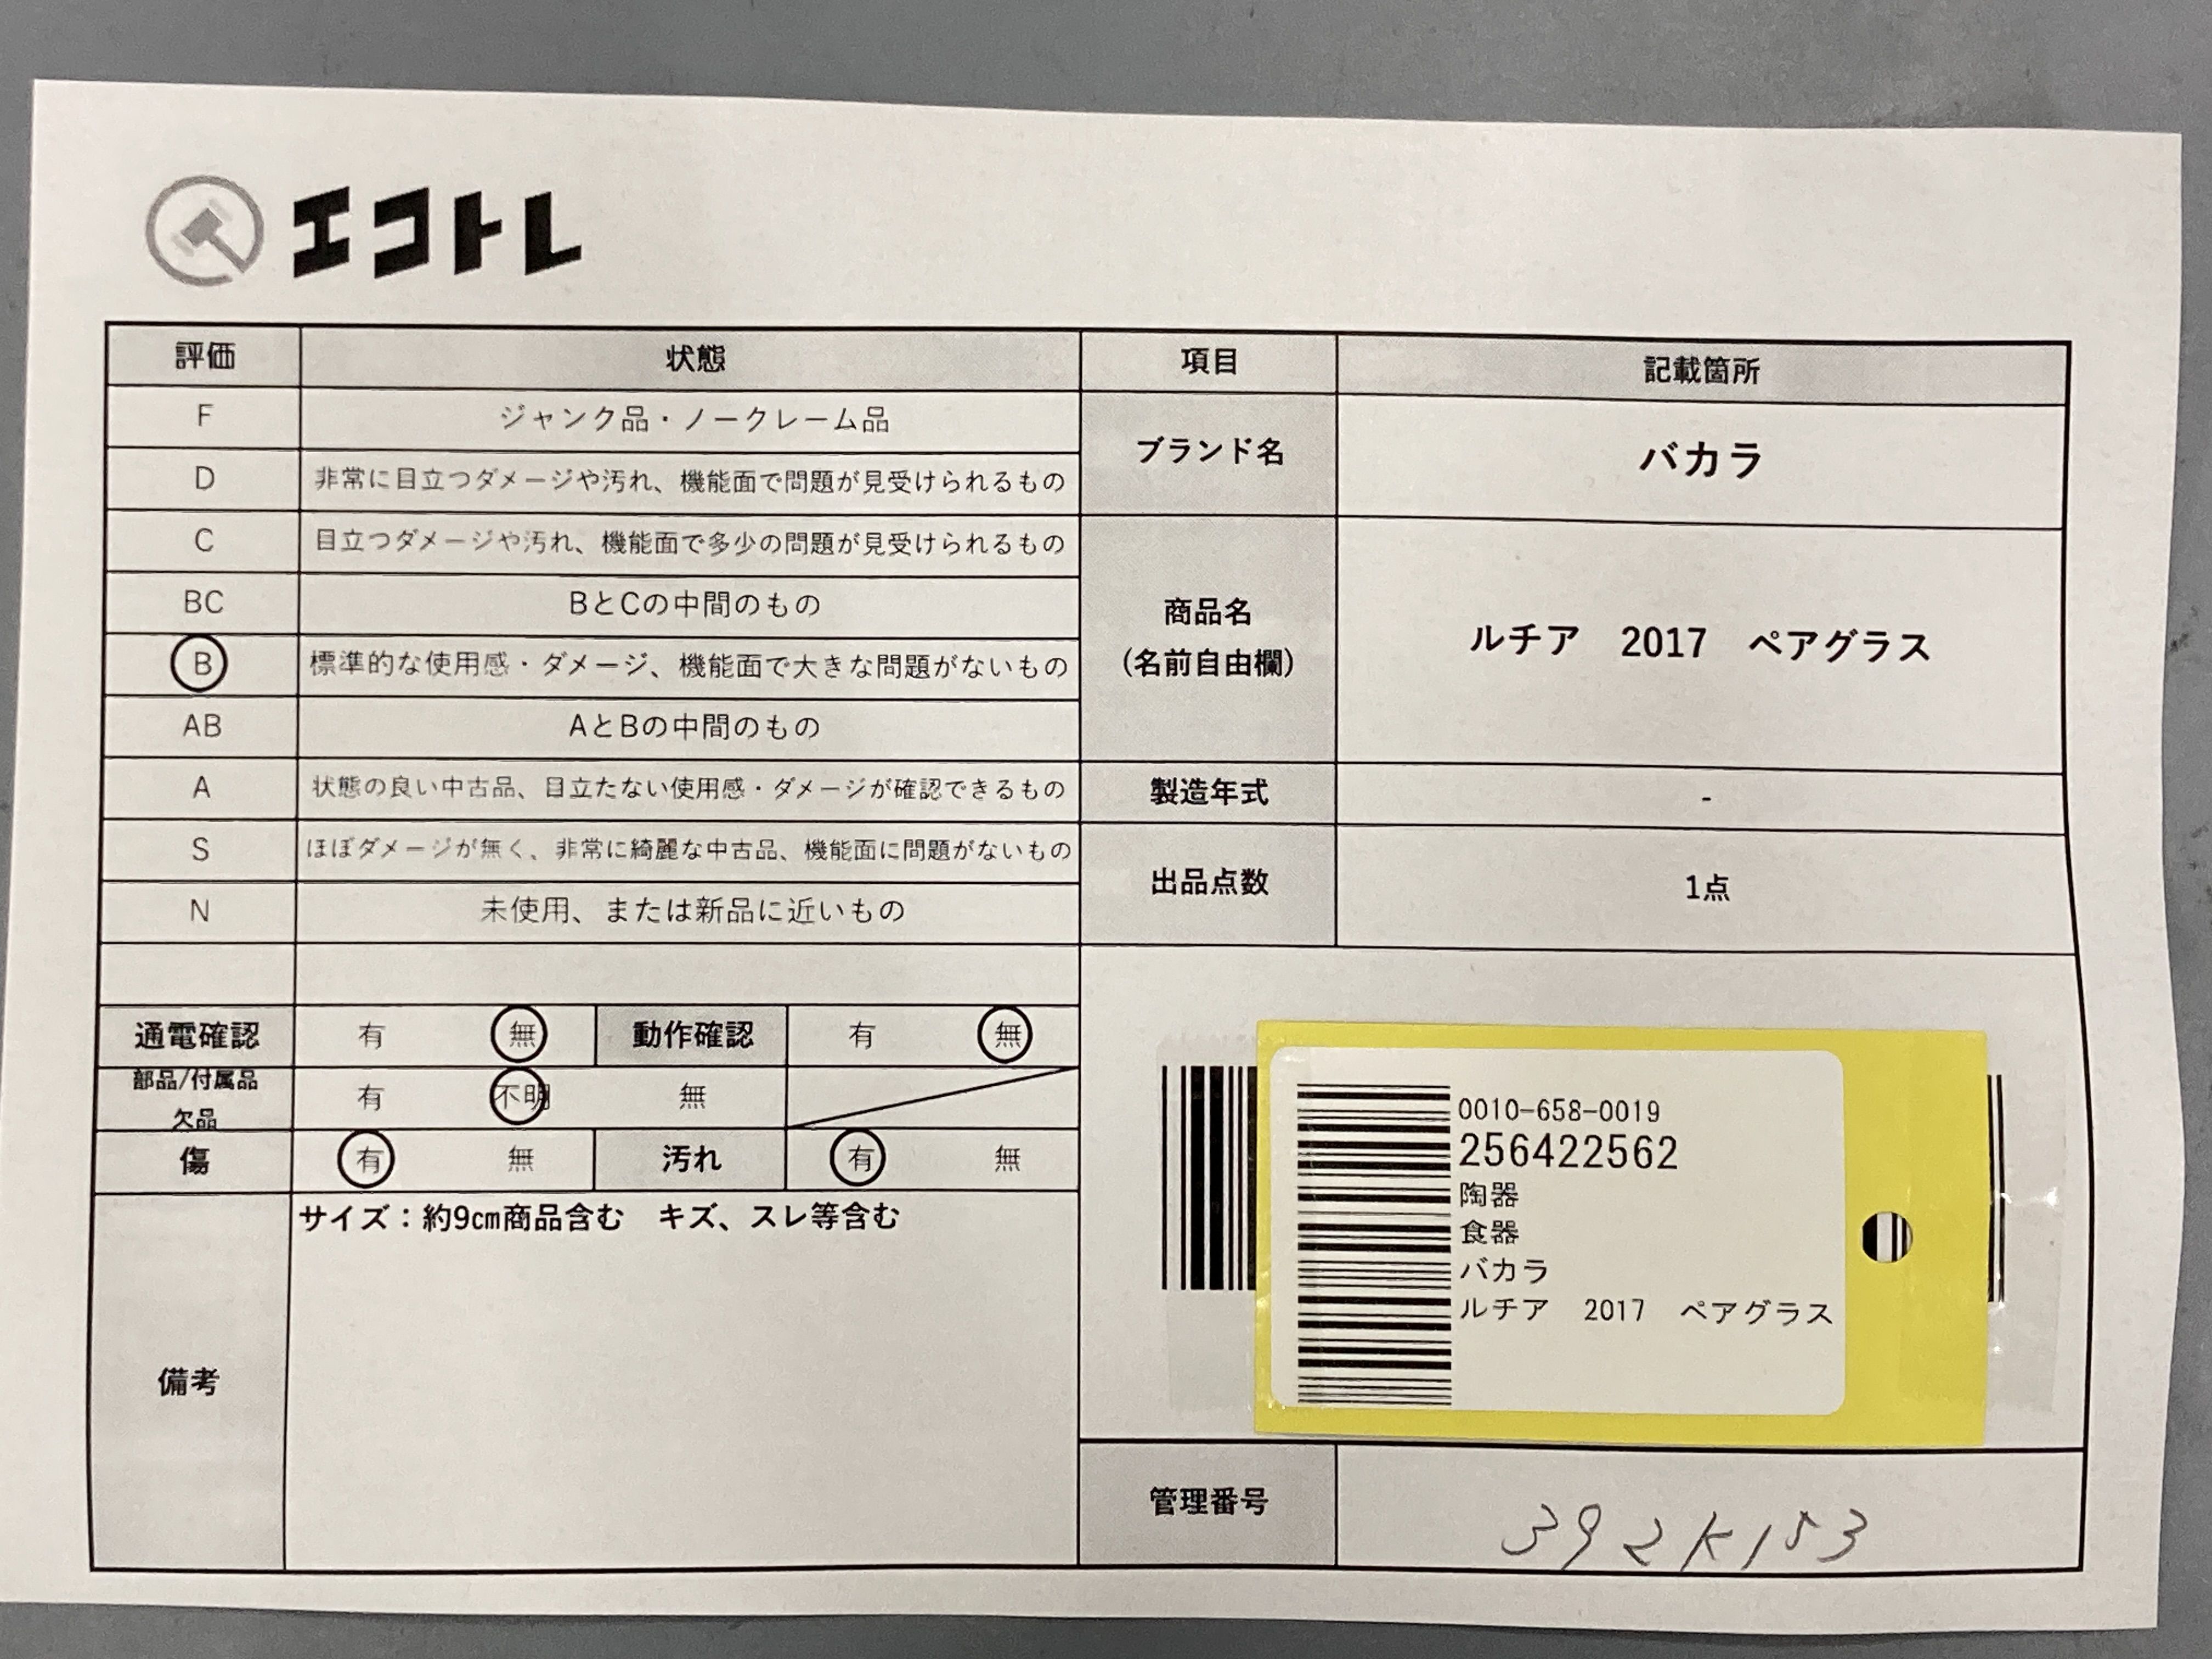 エコトレ
評価 状態 項目 記載箇所
F ジャンク品・ノークレーム品
D 非常に目立つダメージや汚れ、機能面で問題が見受けられるもの
ブランド名 バカラ
C 目立つダメージや汚れ、機能面で多少の問題が見受けられるもの
BC BとCの中間のもの
B 標準的な使用感・ダメージ、機能面で大きな問題がないもの
商品名
(名前自由欄)
ルチア 2017 ペアグラス
AB AとBの中間のもの
A 状態の良い中古品、目立たない使用感・ダメージが確認できるもの
製造年式 -
S ほぼダメージが無く、非常に綺麗な中古品、機能面に問題がないもの
出品点数 1点
N 未使用、または新品に近いもの
通電確認 有 無 動作確認 有 無
部品/付属品
欠品
有 不明 無
傷 有 無 汚れ 有 無
備考
サイズ：約9㎝商品含む キズ、スレ等含む
0010-658-0019
256422562
陶器
食器
バカラ
ルチア 2017 ペアグラス
管理番号 392K153